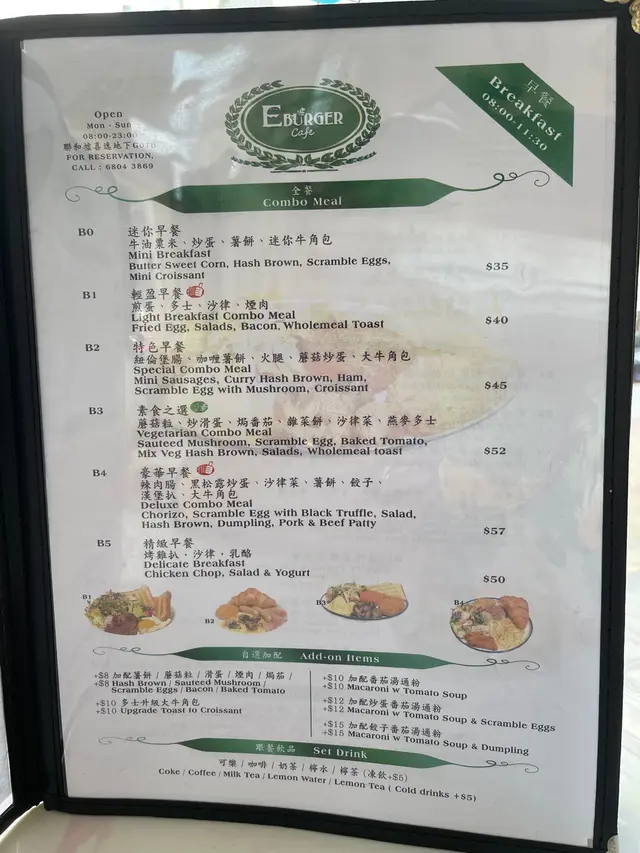 Open
Mon - Sun
08:00-23:00
聯和墟喜逸地下G07B
FOR RESERVATION,
CALL : 6804 3869
EBURGER
Cafe
早餐
Breakfast
08:00-11:30
全餐
Combo Meal
B0 迷你早餐
牛油粟米、炒蛋、薯餅、迷你牛角包
Mini Breakfast
Butter Sweet Corn, Hash Brown, Scramble Eggs,
Mini Croissant $35
B1 輕盈早餐
煎蛋、多士、沙律、煙肉
Light Breakfast Combo Meal
Fried Egg, Salads, Bacon, Wholemeal Toast $40
B2 特色早餐
紐倫堡腸、咖喱薯餅、火腿、蘑菇炒蛋、大牛角包
Special Combo Meal
Mini Sausages, Curry Hash Brown, Ham,
Scramble Egg with Mushroom, Croissant $45
B3 素食之選
蘑菇粒、炒滑蛋、焗番茄、雜菜餅、沙律菜、燕麥多士
Vegetarian Combo Meal
Sauteed Mushroom, Scramble Egg, Baked Tomato,
Mix Veg Hash Brown, Salads, Wholemeal toast $52
B4 豪華早餐
辣肉腸、黑松露炒蛋、沙律菜、薯餅、餃子、
漢堡扒、大牛角包
Deluxe Combo Meal
Chorizo, Scramble Egg with Black Truffle, Salad,
Hash Brown, Dumpling, Pork & Beef Patty $57
B5 精緻早餐
烤雞扒、沙律，乳酪
Delicate Breakfast
Chicken Chop, Salad & Yogurt $50
B1
B2
B3
B4
自選加配 Add-on Items
+$8 加配薯餅 / 蘑菇粒 / 滑蛋 / 煙肉 / 焗茄 /
+$8 Hash Brown / Sauteed Mushroom /
Scramble Eggs / Bacon / Baked Tomato
+$10 多士升級大牛角包
+$10 Upgrade Toast to Croissant
+$10 加配番茄湯通粉
+$10 Macaroni w Tomato Soup
+$12 加配炒蛋番茄湯通粉
+$12 Macaroni w Tomato Soup & Scramble Eggs
+$15 加配餃子番茄湯通粉
+$15 Macaroni w Tomato Soup & Dumpling
跟餐飲品 Set Drink
可樂 / 咖啡 / 奶茶 / 檸水 / 檸茶 (凍飲+$5)
Coke / Coffee / Milk Tea / Lemon Water / Lemon Tea ( Cold drinks +$5)